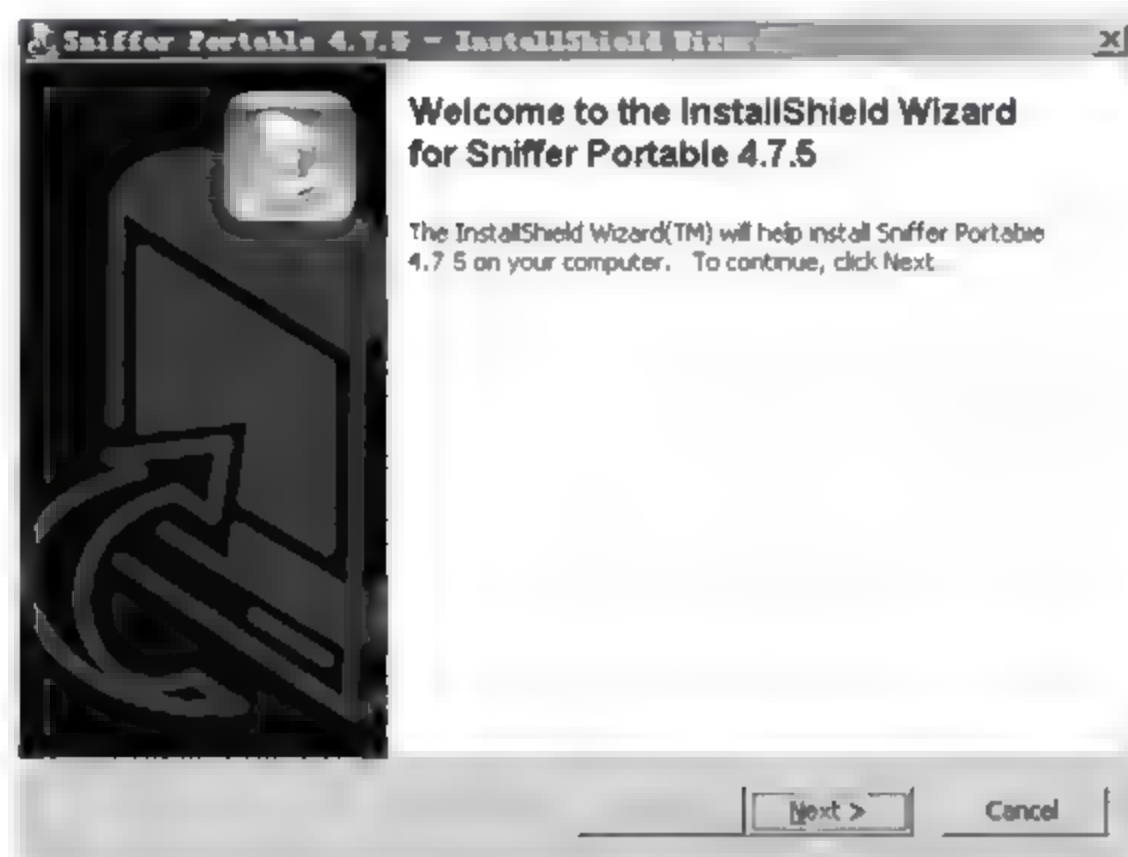 Sniffer Portable 4.7.5 - InstallShield
Welcome to the InstallShield Wizard
for Sniffer Portable 4.7.5
The InstallShield Wizard(TM) will help install Sniffer Portable
4.7 5 on your computer. To continue, click Next
Next >
Cancel